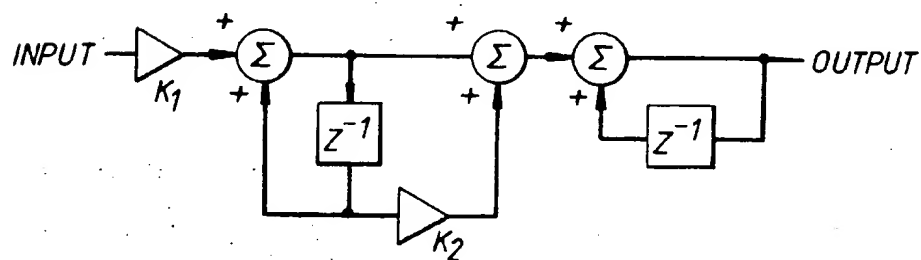 + + +
INPUT Σ Σ Σ OUTPUT
K₁ + + +
Z⁻¹ Z⁻¹
K₂